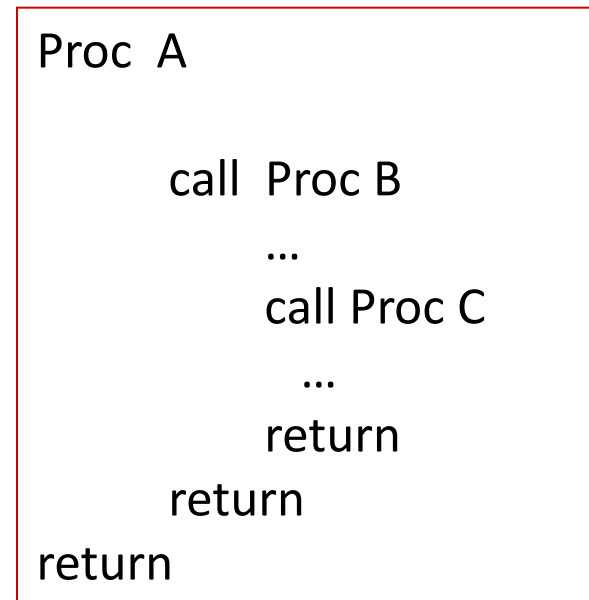 Proc A
call Proc B
...
call Proc C
...
return
return
return